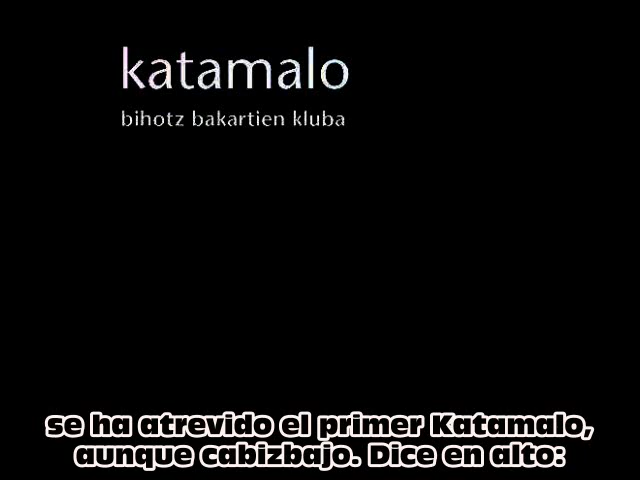 katamalo
bihotz bakartien kluba
se ha atrevido el primer Katamalo,
aunque cabizbajo. Dice en alto: